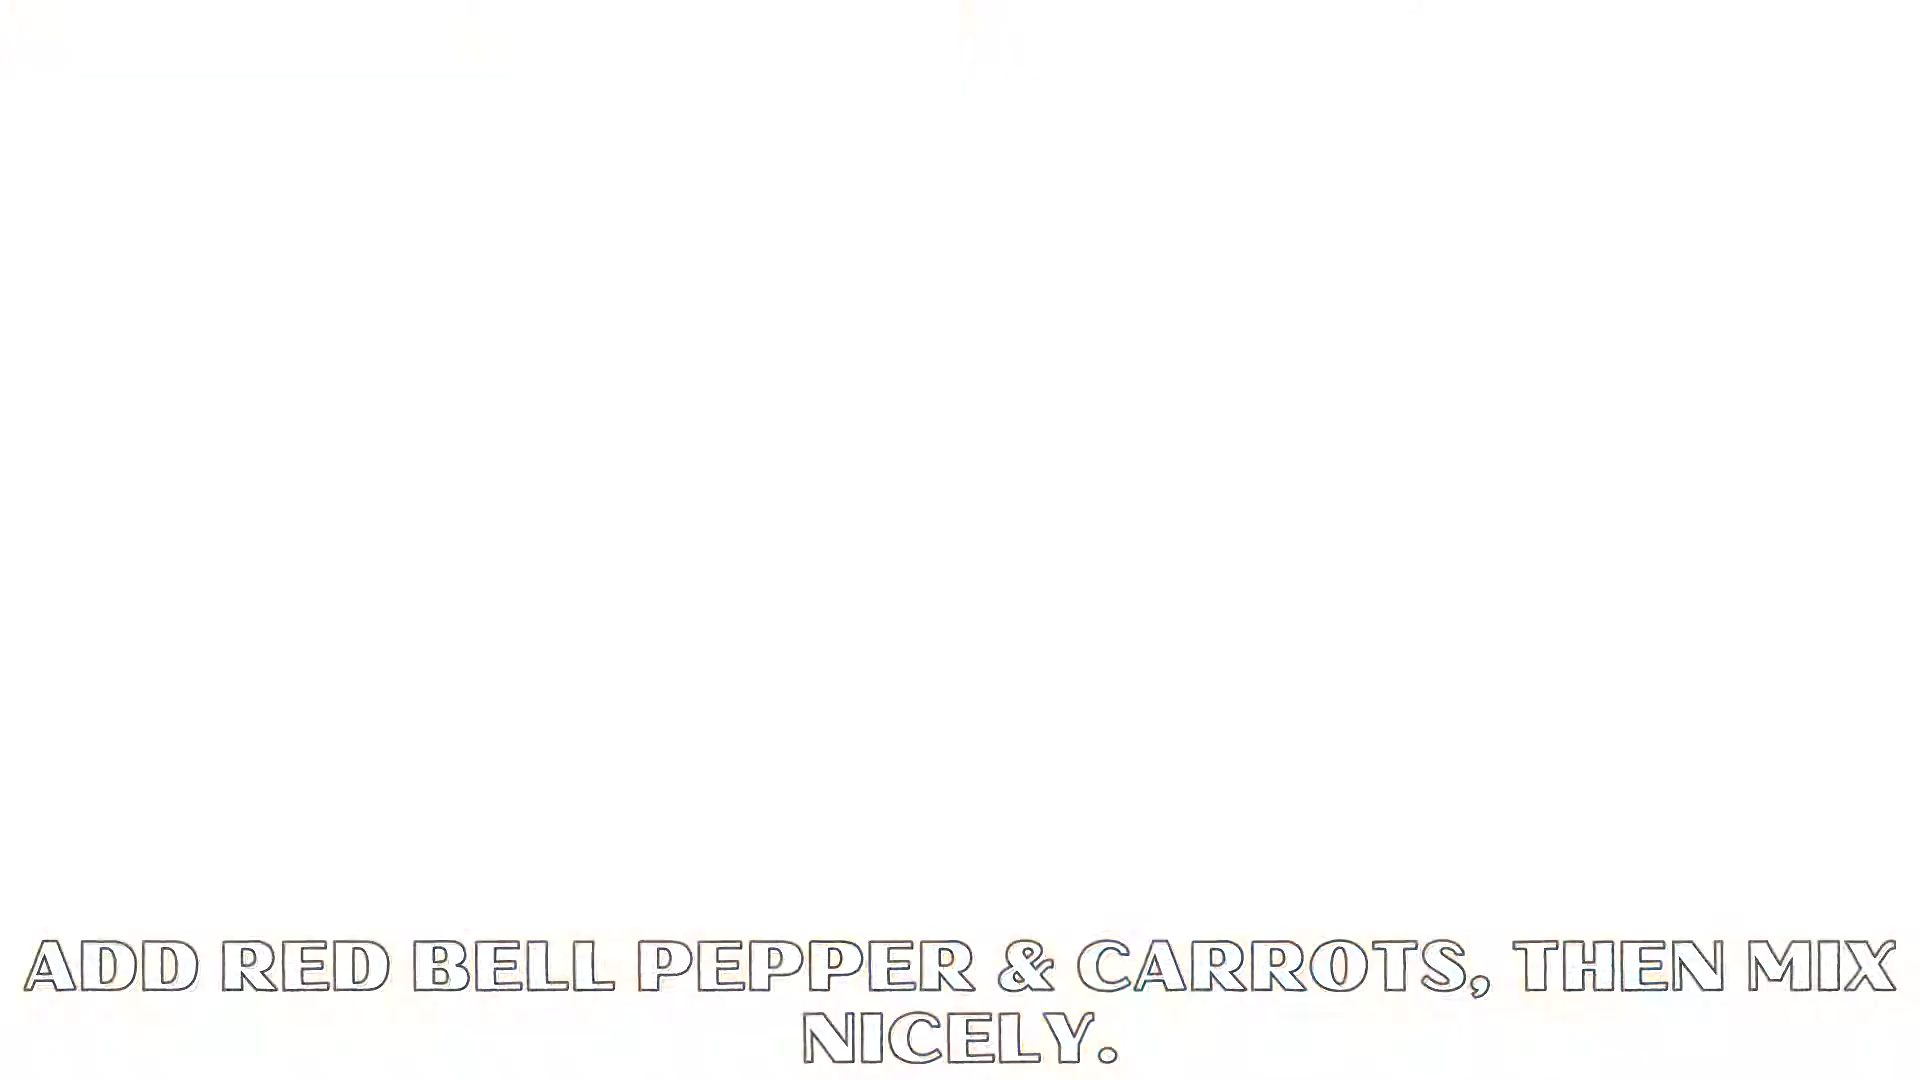 ADD RED BELL PEPPER & CARROTS, THEN MIX
NICELY.